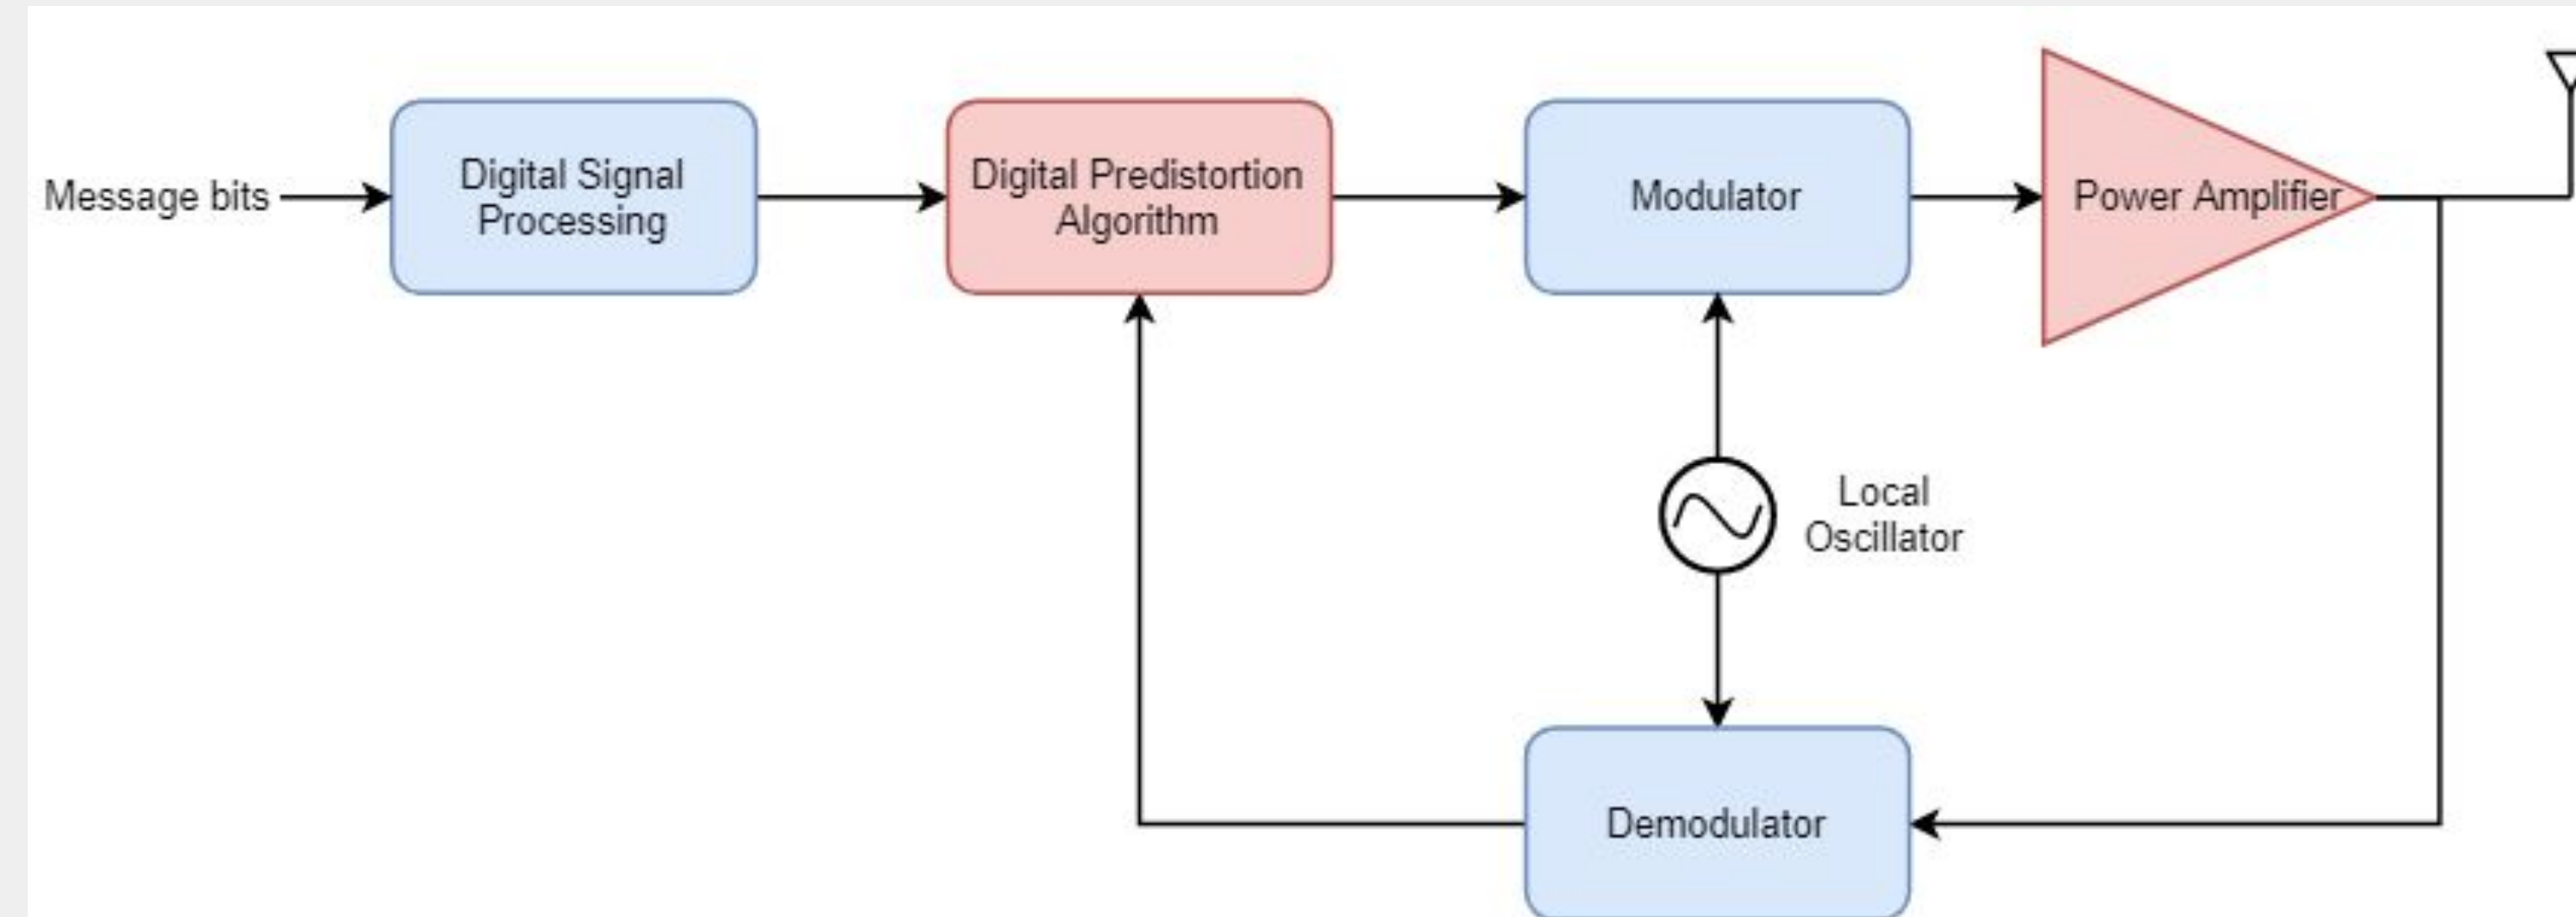 Message bits
Digital Signal
Processing
Digital Predistortion
Algorithm
Modulator
Power Amplifier
Local
Oscillator
Demodulator